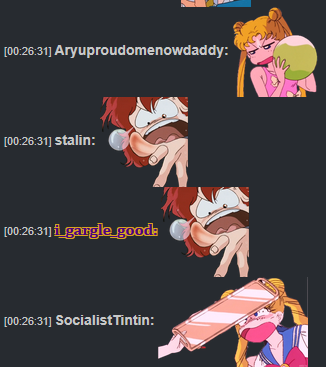 [00:26:31] Aryuproudomenowdaddy:
[00:26:31] stalin:
[00:26:31] i_gargle_good:
[00:26:31] SocialistTintin: